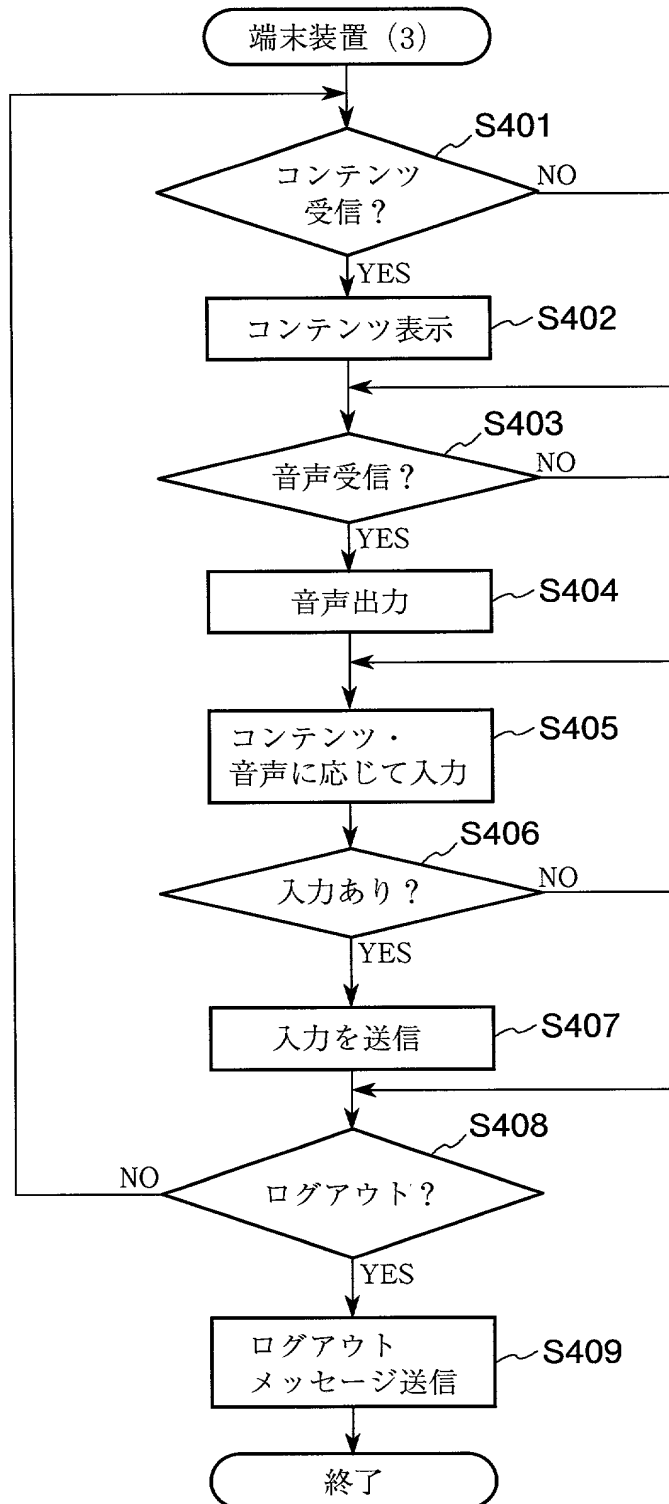 端末装置 (3)
S401
コンテンツ
受信？
NO
YES
コンテンツ表示
S402
S403
音声受信？
NO
YES
音声出力
S404
コンテンツ・
音声に応じて入力
S405
S406
入力あり？
NO
YES
入力を送信
S407
S408
NO
ログアウト？
YES
ログアウト
メッセージ送信
S409
終了